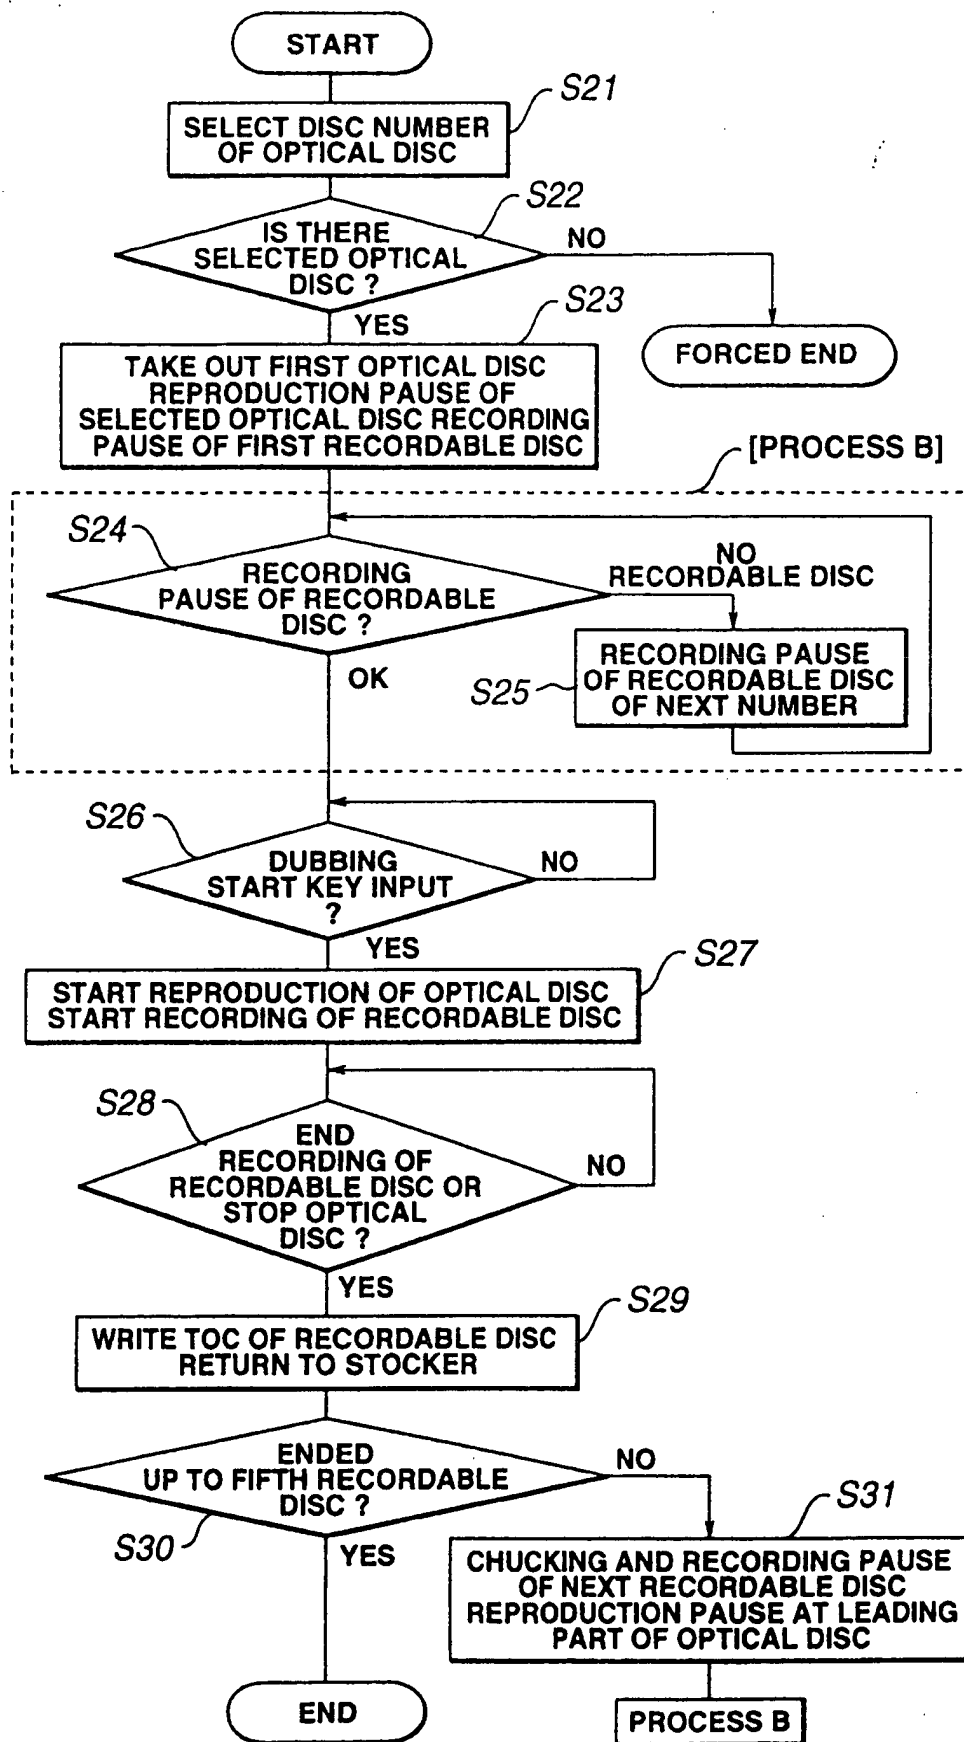 START
S21
SELECT DISC NUMBER
OF OPTICAL DISC
S22
IS THERE
SELECTED OPTICAL
DISC ?
NO
YES
S23
FORCED END
TAKE OUT FIRST OPTICAL DISC
REPRODUCTION PAUSE OF
SELECTED OPTICAL DISC RECORDING
PAUSE OF FIRST RECORDABLE DISC
[PROCESS B]
S24
RECORDING
PAUSE OF RECORDABLE
DISC ?
NO
RECORDABLE DISC
OK
S25
RECORDING PAUSE
OF RECORDABLE DISC
OF NEXT NUMBER
S26
DUBBING
START KEY INPUT
?
NO
YES
S27
START REPRODUCTION OF OPTICAL DISC
START RECORDING OF RECORDABLE DISC
S28
END
RECORDING OF
RECORDABLE DISC OR
STOP OPTICAL
DISC ?
NO
YES
S29
WRITE TOC OF RECORDABLE DISC
RETURN TO STOCKER
ENDED
UP TO FIFTH RECORDABLE
DISC ?
NO
S30
YES
S31
CHUCKING AND RECORDING PAUSE
OF NEXT RECORDABLE DISC
REPRODUCTION PAUSE AT LEADING
PART OF OPTICAL DISC
END
PROCESS B